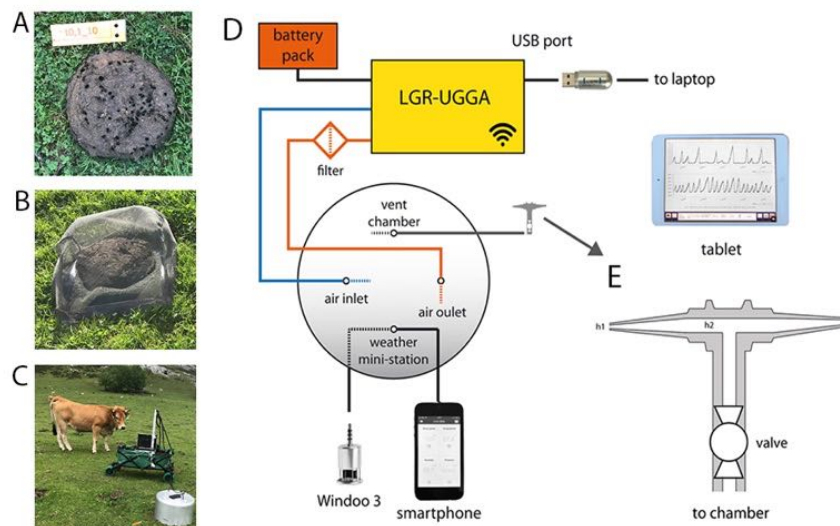 A
B
C
D
battery
pack
LGR-UGGA
USB port
to laptop
filter
vent
chamber
air inlet
air oulet
weather
mini-station
Windoo 3
smartphone
tablet
E
h1
h2
valve
to chamber